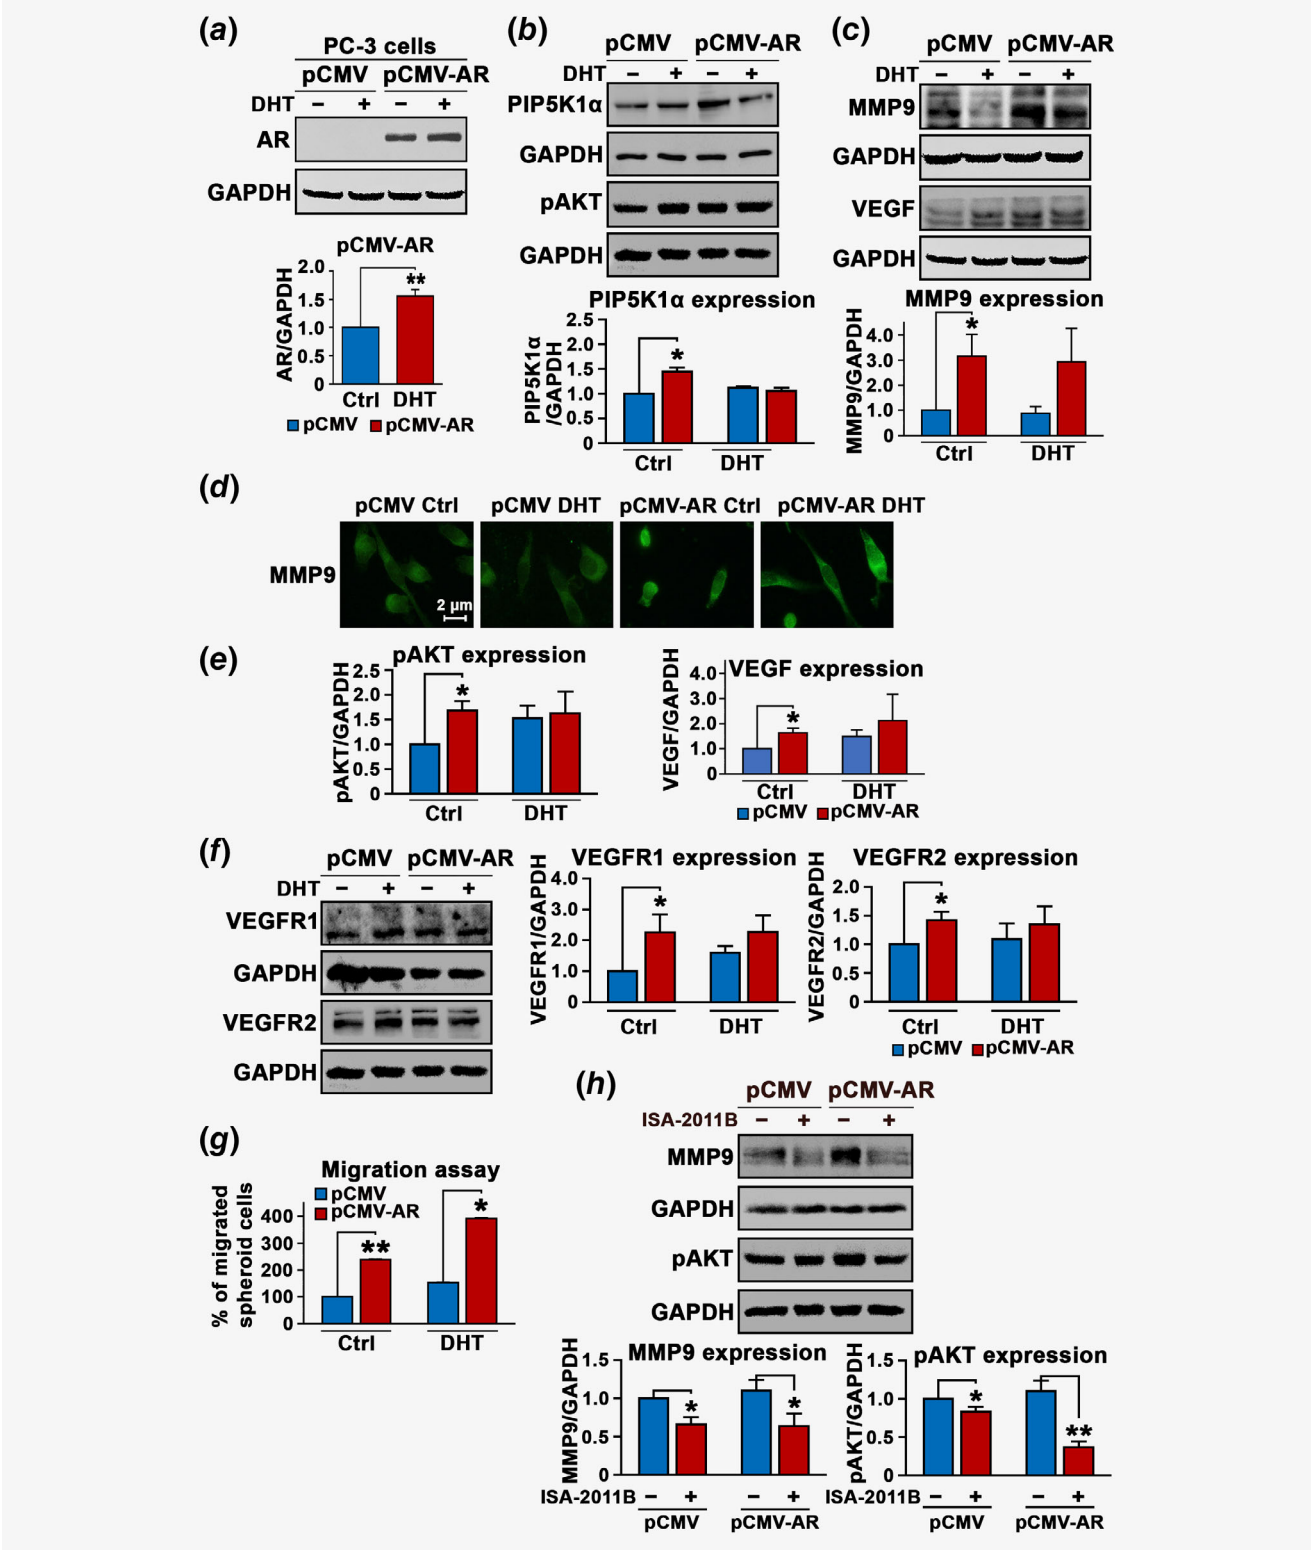 (a)
PC-3 cells
pCMV pCMV-AR
DHT − + − +
AR
GAPDH
pCMV-AR
AR/GAPDH
2.0
1.5
1.0
0.5
0
**
Ctrl DHT
pCMV pCMV-AR
(b)
pCMV pCMV-AR
DHT − + − +
PIP5K1α
GAPDH
pAKT
GAPDH
PIP5K1α expression
PIP5K1α
/GAPDH
2.5
2.0
1.5
1.0
0.5
0
*
Ctrl DHT
(c)
pCMV pCMV-AR
DHT − + − +
MMP9
GAPDH
VEGF
GAPDH
MMP9 expression
MMP9/GAPDH
4.0
3.0
2.0
1.0
0
*
Ctrl DHT
(d)
pCMV Ctrl pCMV DHT pCMV-AR Ctrl pCMV-AR DHT
MMP9
2 µm
(e)
pAKT expression
pAKT/GAPDH
2.5
2.0
1.5
1.0
0.5
0
*
Ctrl DHT
VEGF expression
VEGF/GAPDH
4.0
3.0
2.0
1.0
0
*
Ctrl DHT
pCMV pCMV-AR
(f)
pCMV pCMV-AR
DHT − + − +
VEGFR1
GAPDH
VEGFR2
GAPDH
VEGFR1 expression
VEGFR1/GAPDH
4.0
3.0
2.0
1.0
0
*
Ctrl DHT
VEGFR2 expression
VEGFR2/GAPDH
2.0
1.5
1.0
0.5
0
*
Ctrl DHT
pCMV pCMV-AR
(g)
Migration assay
pCMV
pCMV-AR
% of migrated
spheroid cells
400
300
200
100
0
** *
Ctrl DHT
(h)
pCMV pCMV-AR
ISA-2011B − + − +
MMP9
GAPDH
pAKT
GAPDH
MMP9 expression
MMP9/GAPDH
1.5
1.0
0.5
0
* *
ISA-2011B − + − +
pCMV pCMV-AR
pAKT expression
pAKT/GAPDH
1.5
1.0
0.5
0
* **
ISA-2011B − + − +
pCMV pCMV-AR